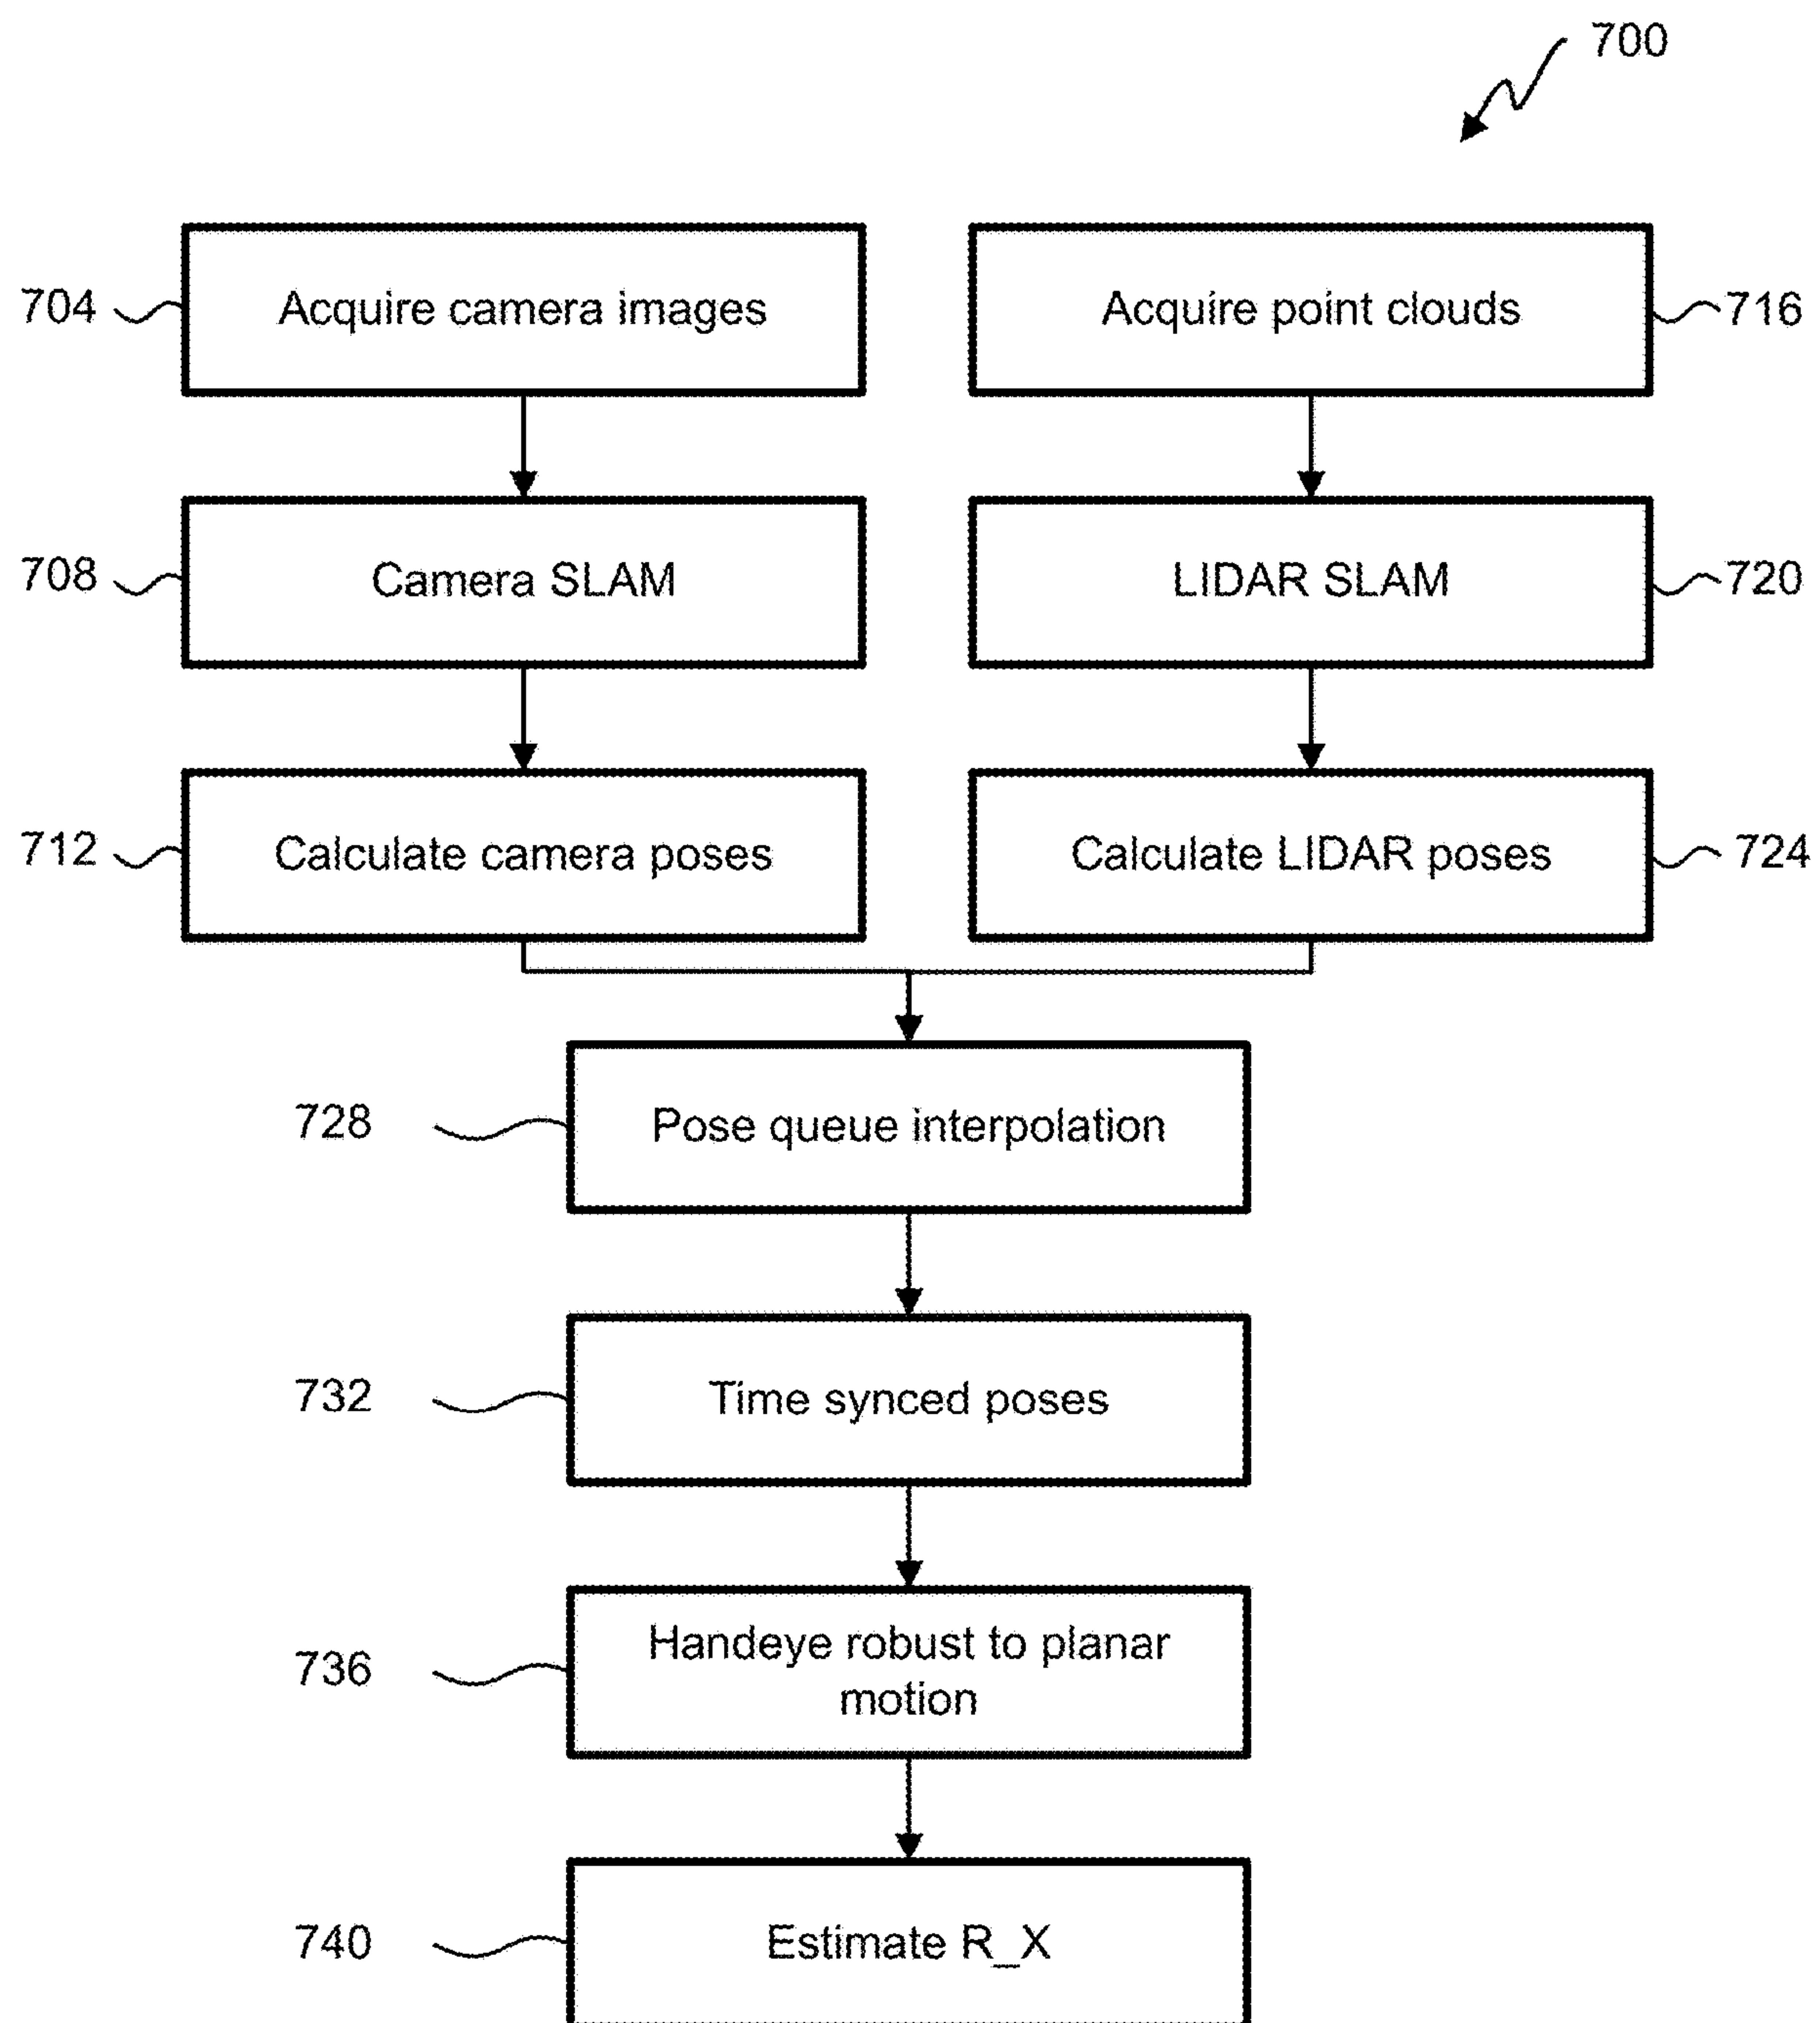 700
704
Acquire camera images
Acquire point clouds
716
708
Camera SLAM
LIDAR SLAM
720
712
Calculate camera poses
Calculate LIDAR poses
724
728
Pose queue interpolation
732
Time synced poses
736
Handeye robust to planar
motion
740
Estimate R_X